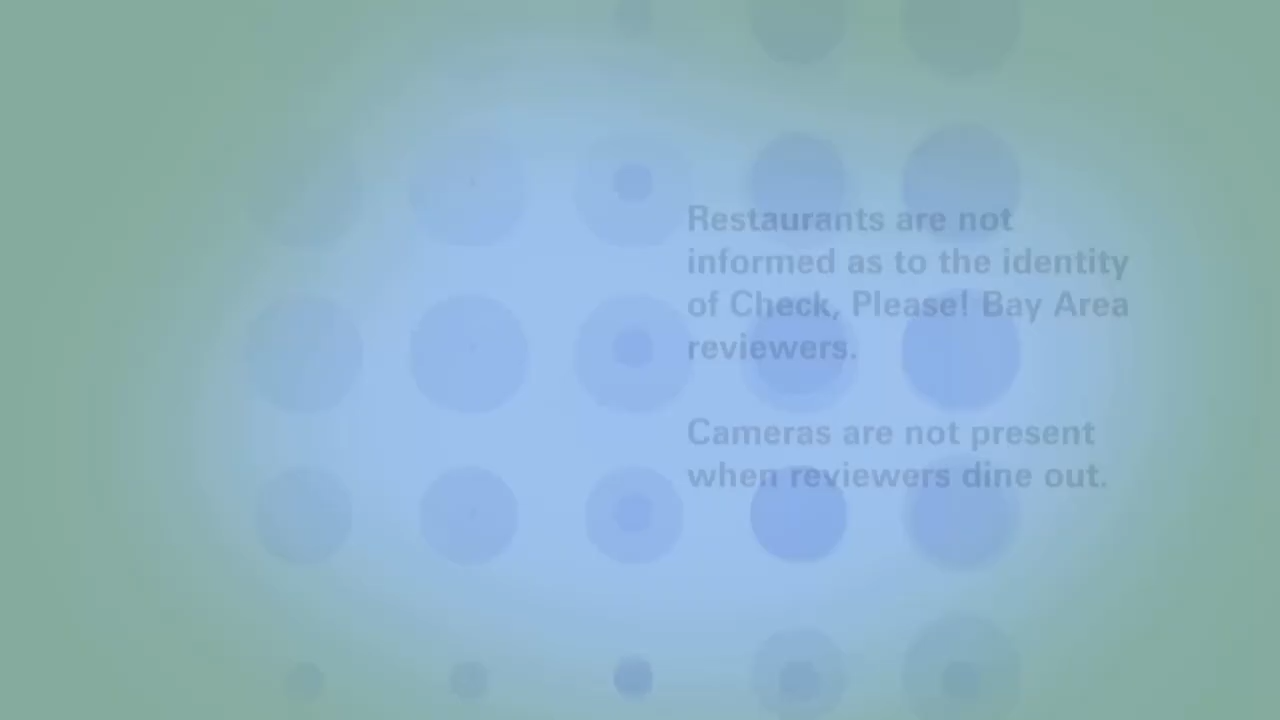 Restaurants are not
informed as to the identity
of Check, Please! Bay Area
reviewers.
Cameras are not present
when reviewers dine out.